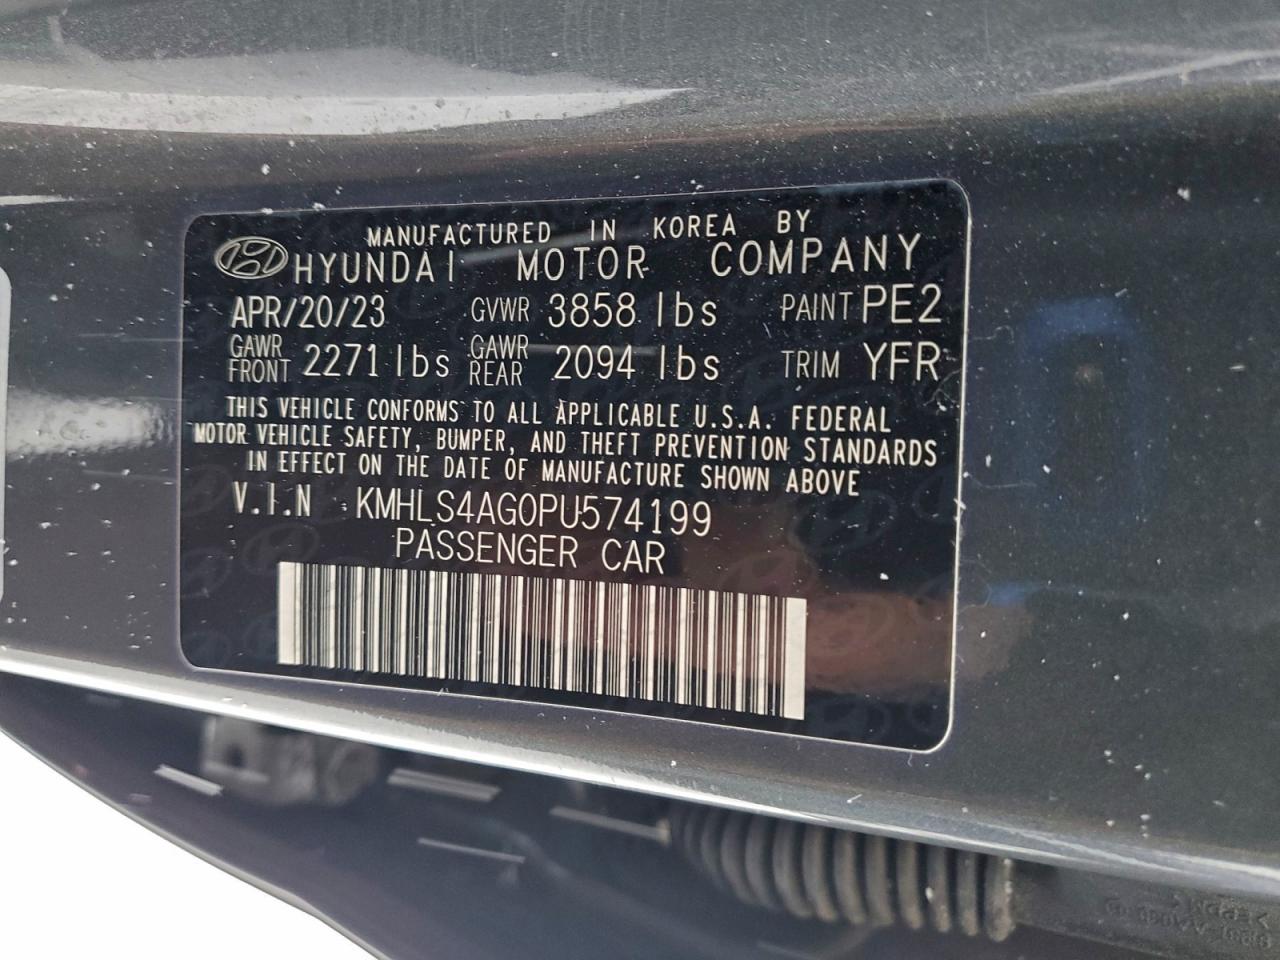 MANUFACTURED IN KOREA BY
HYUNDAI MOTOR COMPANY
APR/20/23 GVWR 3858 lbs PAINT PE2
GAWR FRONT 2271 lbs GAWR REAR 2094 lbs TRIM YFR
THIS VEHICLE CONFORMS TO ALL APPLICABLE U.S.A. FEDERAL
MOTOR VEHICLE SAFETY, BUMPER, AND THEFT PREVENTION STANDARDS
IN EFFECT ON THE DATE OF MANUFACTURE SHOWN ABOVE
V.I.N KMHLS4AG0PU574199
PASSENGER CAR
>EPDM<